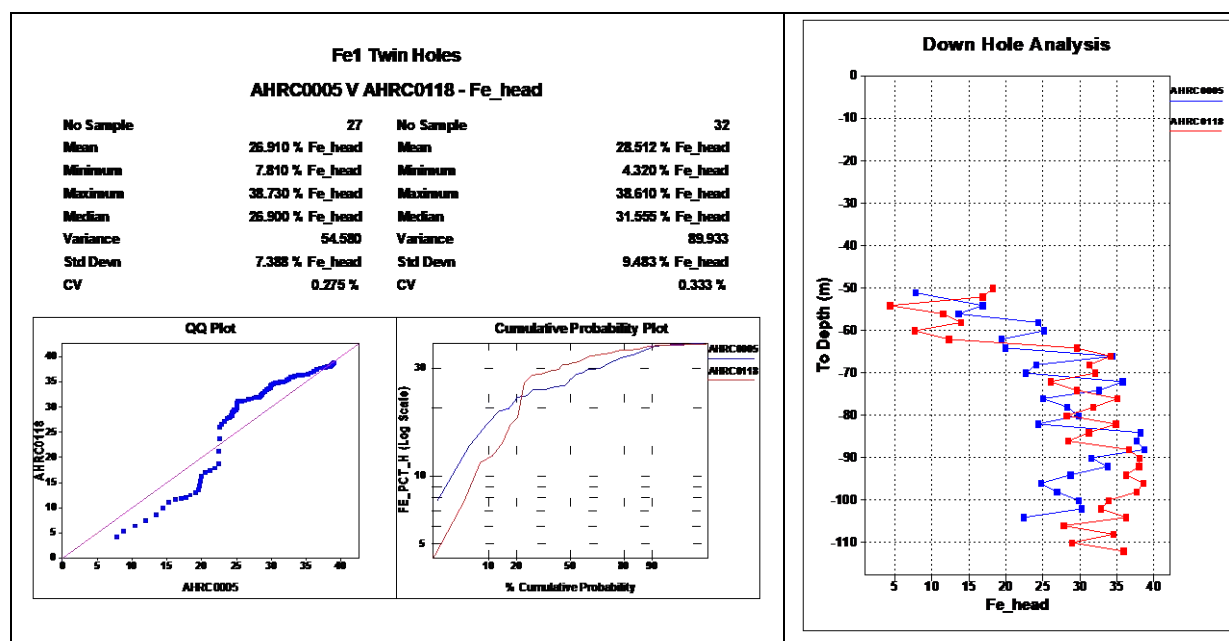 Fe1 Twin Holes
AHRC0005 V AHRC0118 - Fe_head
No Sample 27 No Sample 32
Mean 26.910 % Fe_head Mean 28.512 % Fe_head
Minimum 7.810 % Fe_head Minimum 4.320 % Fe_head
Maximum 38.730 % Fe_head Maximum 38.610 % Fe_head
Median 26.900 % Fe_head Median 31.555 % Fe_head
Variance 54.580 Variance 89.933
Std Devn 7.388 % Fe_head Std Devn 9.483 % Fe_head
CV 0.275 % CV 0.333 %
QQ Plot
40
35
30
25
20
15
10
5
0
AHRC0118
0 5 10 15 20 25 30 35 40
AHRC0005
Cumulative Probability Plot
AHRC0005
AHRC0118
30
10
5
FE_PCT_H (Log Scale)
10 20 50 80 90
% Cumulative Probability
Down Hole Analysis
AHRC0005
AHRC0118
0
-10
-20
-30
-40
-50
-60
-70
-80
-90
-100
-110
To Depth (m)
5 10 15 20 25 30 35 40
Fe_head